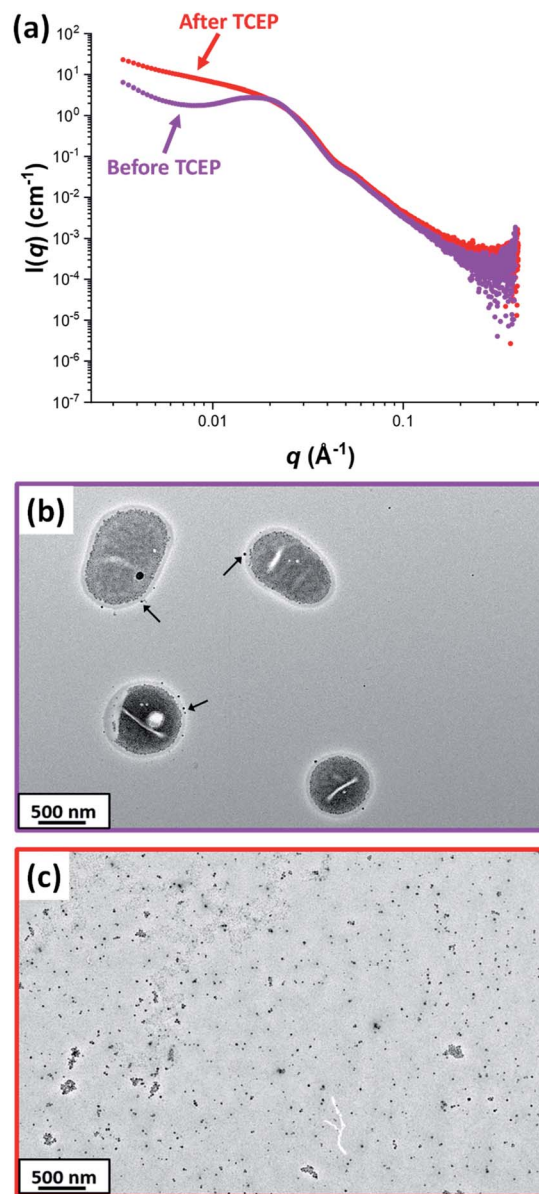 (a)
After TCEP
Before TCEP
I(q) (cm⁻¹)
10²
10¹
10⁰
10⁻¹
10⁻²
10⁻³
10⁻⁴
10⁻⁵
10⁻⁶
10⁻⁷
0.01
0.1
q (Å⁻¹)
(b)
500 nm
(c)
500 nm